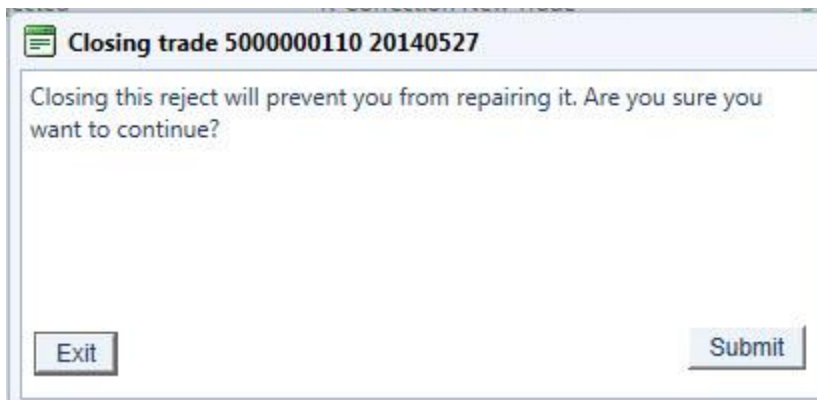 Closing trade 5000000110 20140527
Closing this reject will prevent you from repairing it. Are you sure you
want to continue?
Exit
Submit